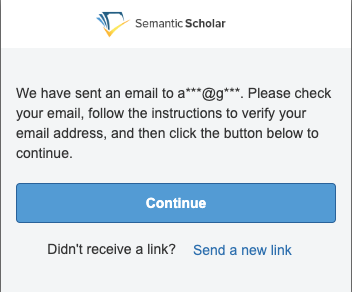 Semantic Scholar
We have sent an email to a***@g***. Please check
your email, follow the instructions to verify your
email address, and then click the button below to
continue.
Continue
Didn't receive a link? Send a new link